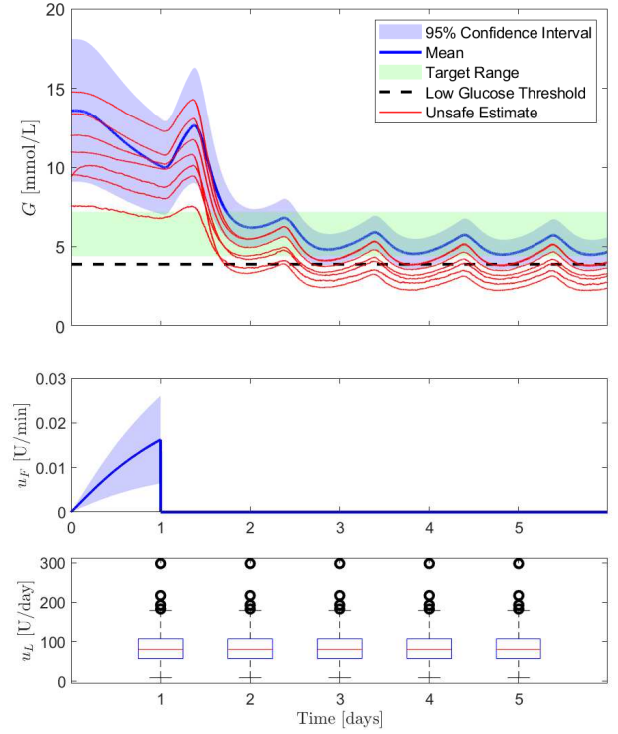 20
15
10
5
0
G [mmol/L]
95% Confidence Interval
Mean
Target Range
Low Glucose Threshold
Unsafe Estimate
0.03
0.02
0.01
0
u_F [U/min]
0 1 2 3 4 5
300
200
100
0
u_L [U/day]
1 2 3 4 5
Time [days]